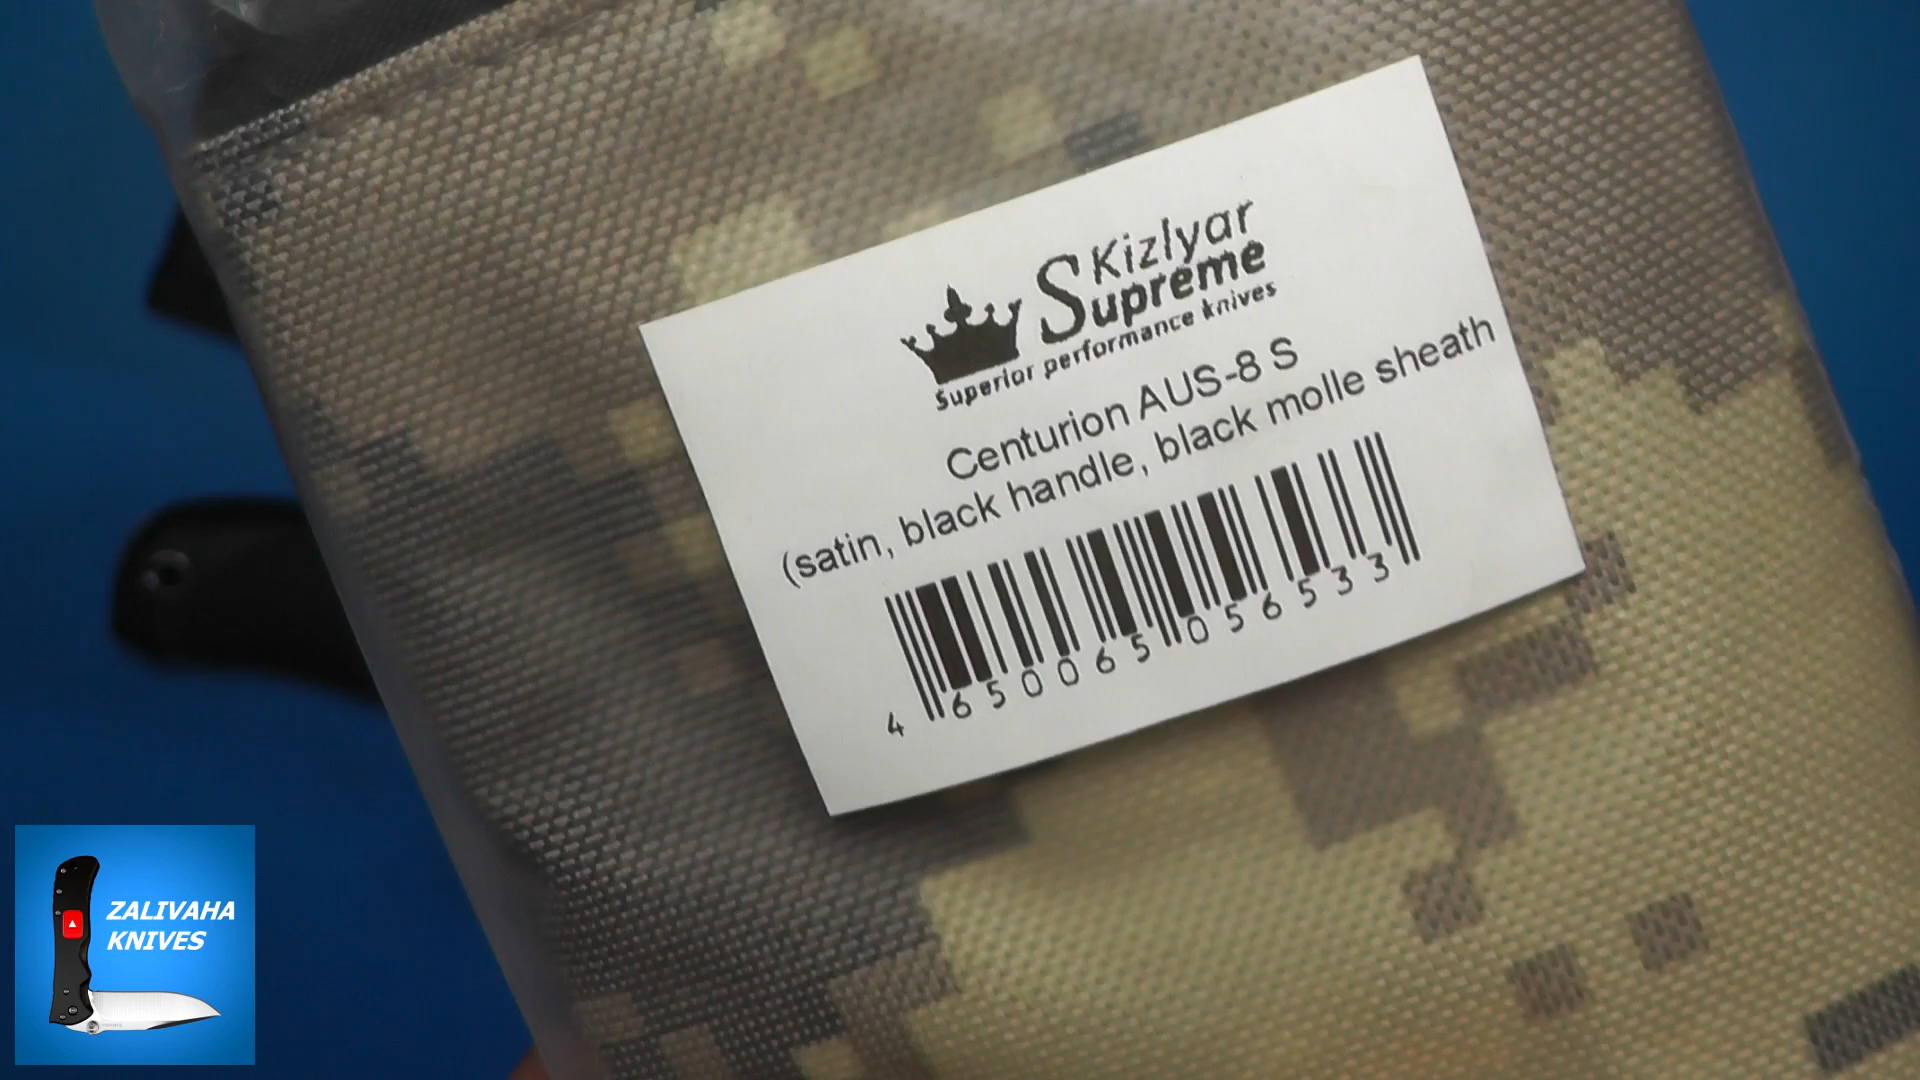 Kizlyar
Supreme
Superior performance knives
Centurion AUS-8 S
(satin, black handle, black molle sheath
4 650065 056533
ZALIVAHA
KNIVES